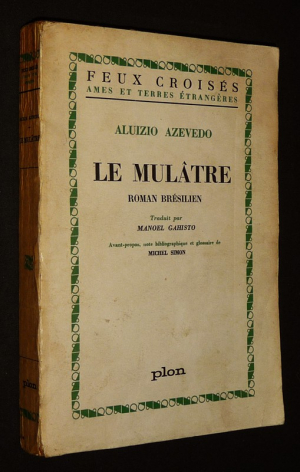 FEUX CROISÉS
AMES ET TERRES ÉTRANGÈRES
ALUIZIO AZEVEDO
LE MULÂTRE
ROMAN BRÉSILIEN
Traduit par
MANOEL GAHISTO
Avant-propos, note bibliographique et glossaire de
MICHEL SIMON
plon
plon